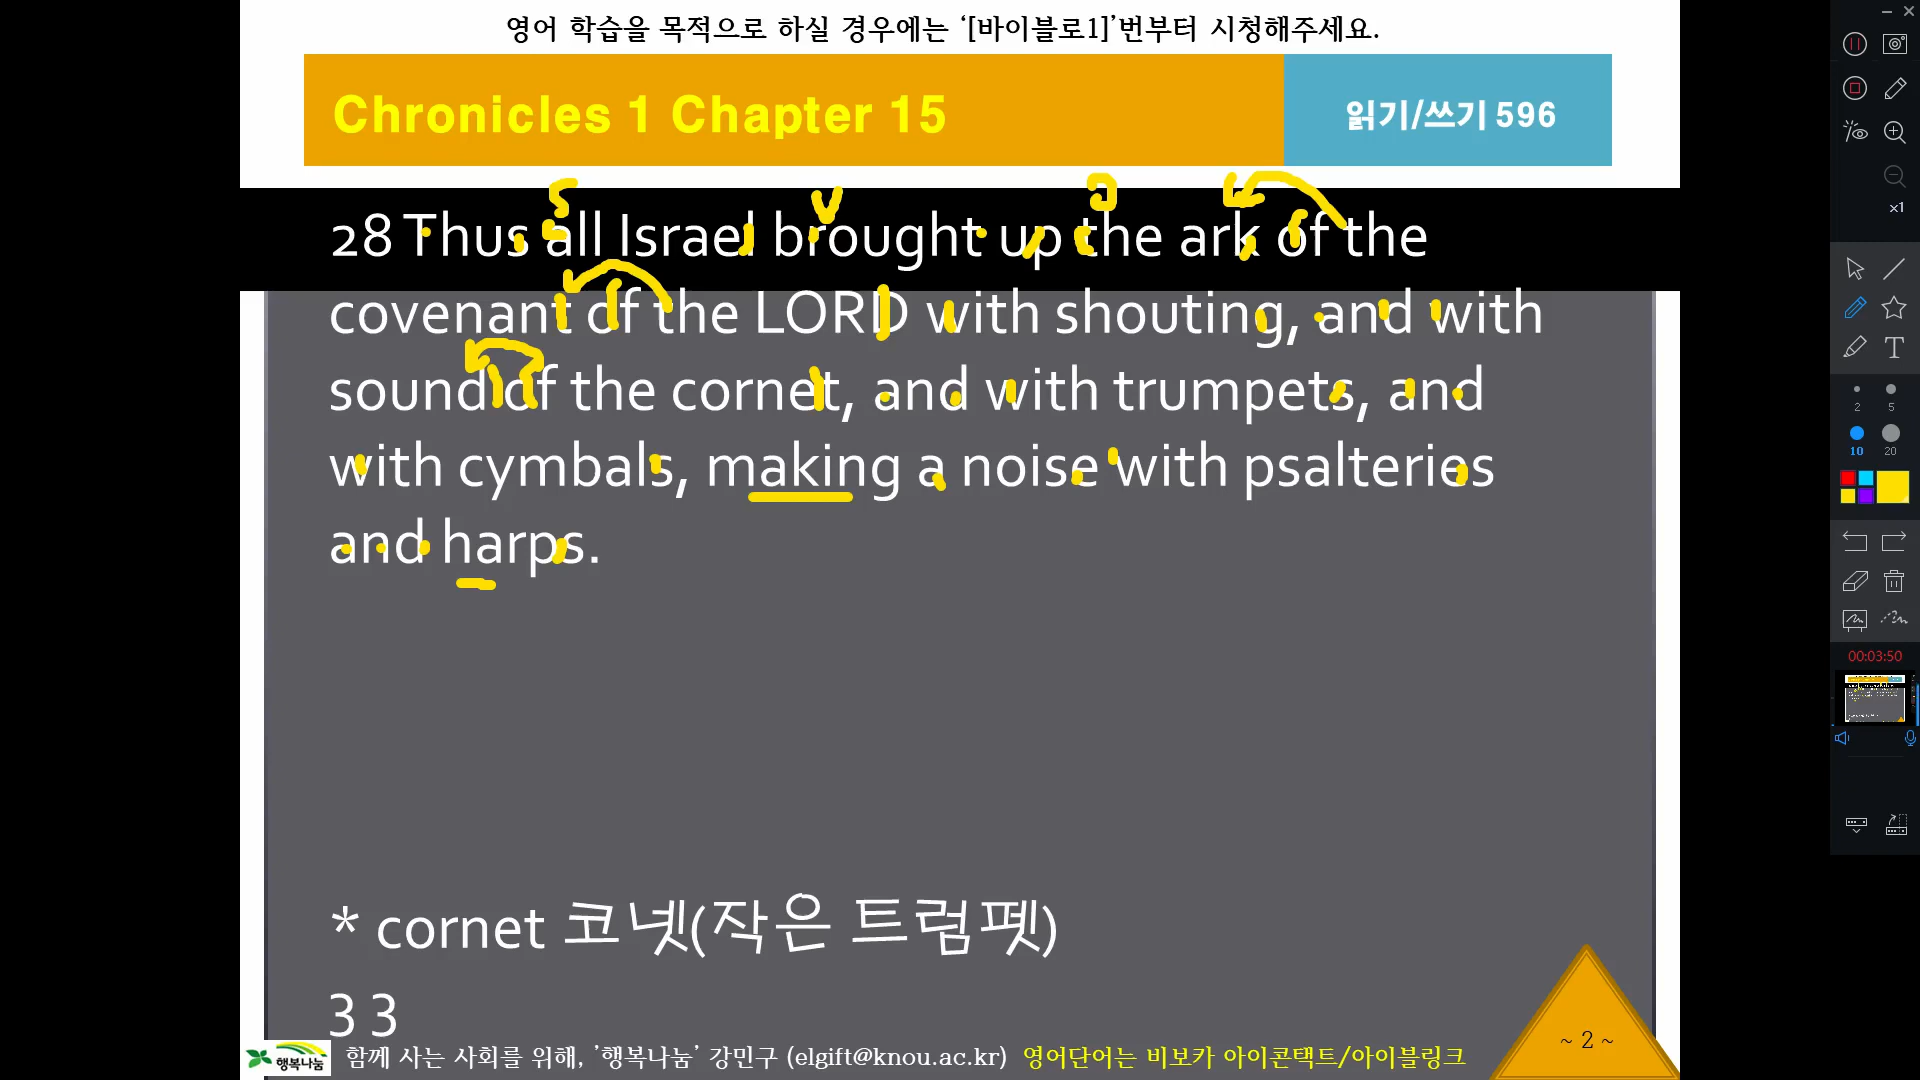 영어 학습을 목적으로 하실 경우에는 ‘[바이블로1]’번부터 시청해주세요.
Chronicles 1 Chapter 15
읽기/쓰기 596
S V O
28 Thus all Israel brought up the ark of the
covenant of the LORD with shouting, and with
sound of the cornet, and with trumpets, and
with cymbals, making a noise with psalteries
and harps.
* cornet 코넷(작은 트럼펫)
3 3
~ 2 ~
행복나눔 함께 사는 사회를 위해, ’행복나눔’ 강민구 (elgift@knou.ac.kr) 영어단어는 비보카 아이콘택트/아이블링크
x1
T
2 5
10 20
00:03:50